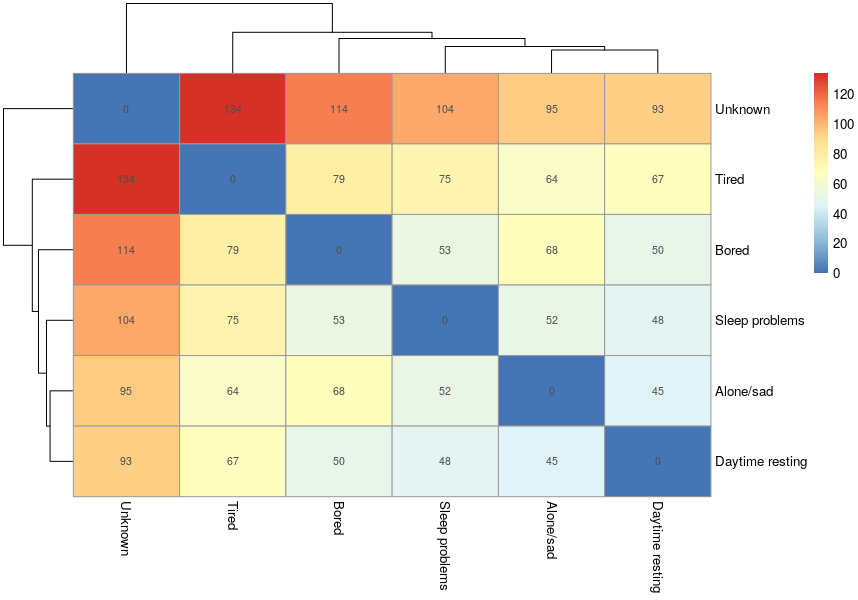 0 134 114 104 95 93 Unknown
134 0 79 75 64 67 Tired
114 79 0 53 68 50 Bored
104 75 53 0 52 48 Sleep problems
95 64 68 52 0 45 Alone/sad
93 67 50 48 45 0 Daytime resting
Unknown
Tired
Bored
Sleep problems
Alone/sad
Daytime resting
120
100
80
60
40
20
0